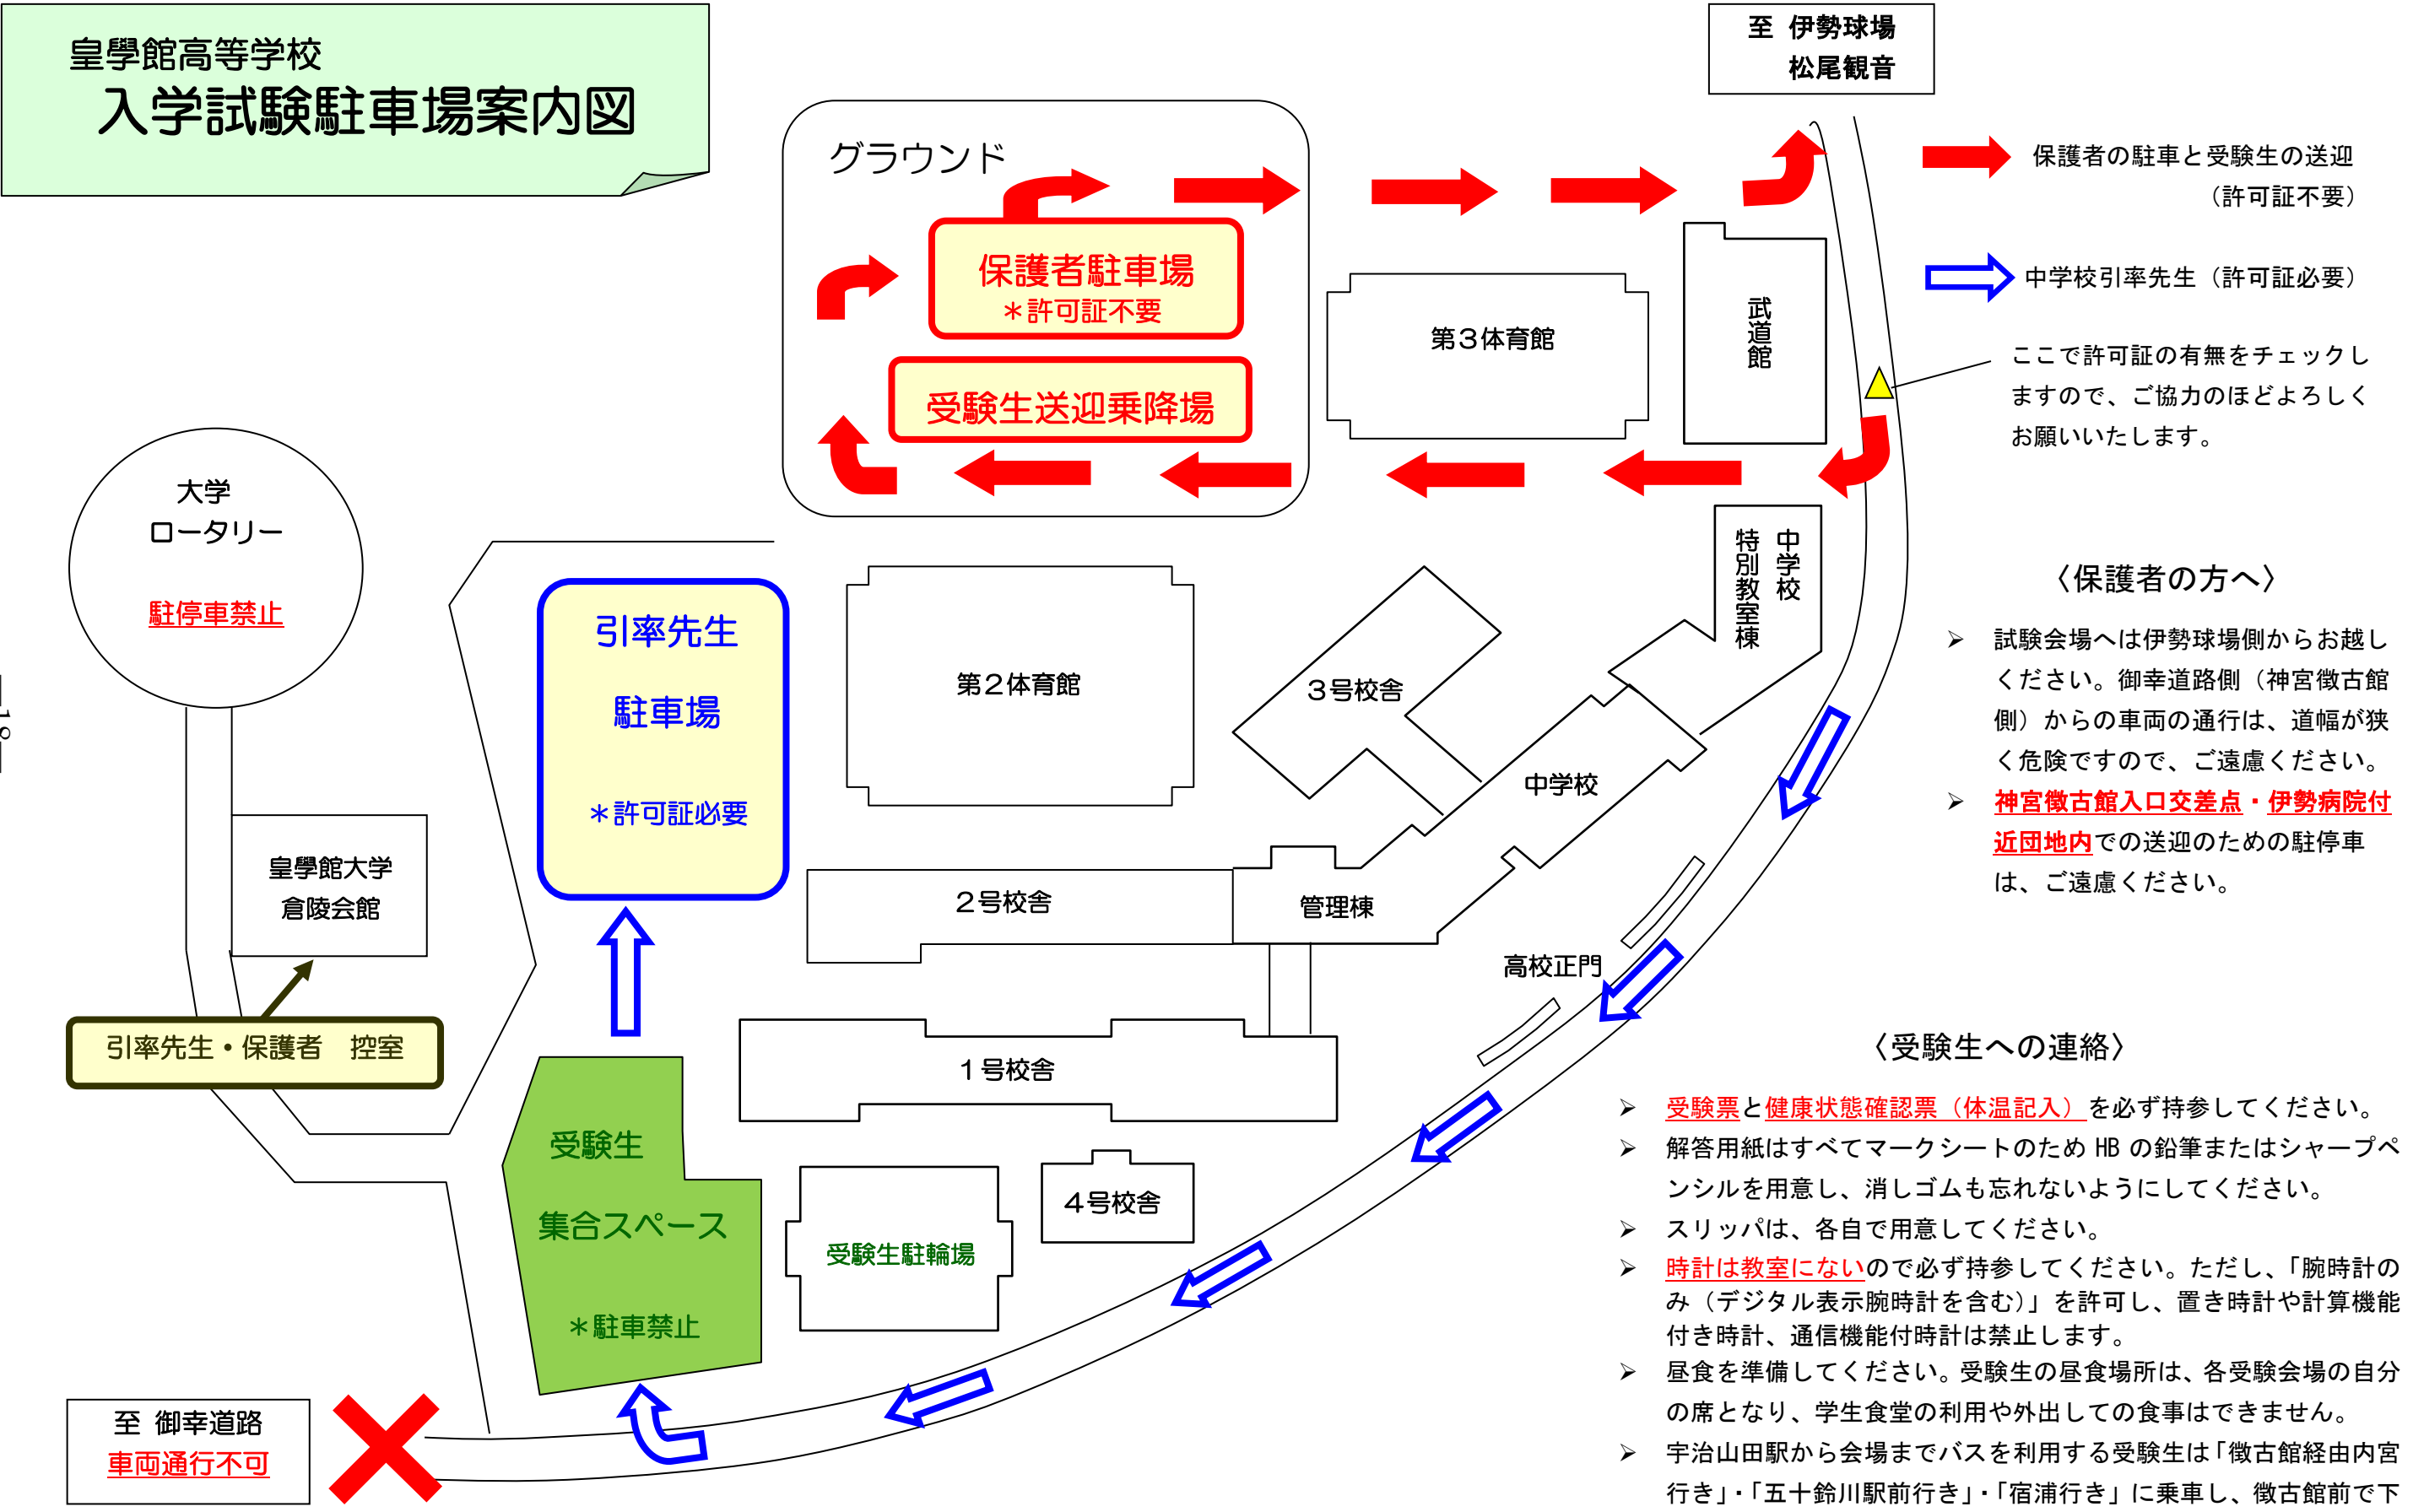 皇學館高等学校
入学試験駐車場案内図
至 伊勢球場
松尾観音
グラウンド
保護者駐車場
＊許可証不要
受験生送迎乗降場
第３体育館
武道館
保護者の駐車と受験生の送迎
（許可証不要）
中学校引率先生（許可証必要）
ここで許可証の有無をチェックし
ますので、ご協力のほどよろしく
お願いいたします。
大学
ロータリー
駐停車禁止
引率先生
駐車場
＊許可証必要
第２体育館
３号校舎
中学校
特別教室棟
中学校
皇學館大学
倉陵会館
２号校舎
管理棟
高校正門
引率先生・保護者　控室
１号校舎
４号校舎
受験生
集合スペース
＊駐車禁止
受験生駐輪場
至 御幸道路
車両通行不可
〈保護者の方へ〉
➢ 試験会場へは伊勢球場側からお越し
ください。御幸道路側（神宮徴古館
側）からの車両の通行は、道幅が狭
く危険ですので、ご遠慮ください。
➢ 神宮徴古館入口交差点・伊勢病院付
近団地内での送迎のための駐停車
は、ご遠慮ください。
〈受験生への連絡〉
➢ 受験票と健康状態確認票（体温記入）を必ず持参してください。
➢ 解答用紙はすべてマークシートのため HB の鉛筆またはシャープペ
ンシルを用意し、消しゴムも忘れないようにしてください。
➢ スリッパは、各自で用意してください。
➢ 時計は教室にないので必ず持参してください。ただし、「腕時計の
み（デジタル表示腕時計を含む）」を許可し、置き時計や計算機能
付き時計、通信機能付時計は禁止します。
➢ 昼食を準備してください。受験生の昼食場所は、各受験会場の自分
の席となり、学生食堂の利用や外出しての食事はできません。
➢ 宇治山田駅から会場までバスを利用する受験生は「徴古館経由内宮
行き」・「五十鈴川駅前行き」・「宿浦行き」に乗車し、徴古館前で下